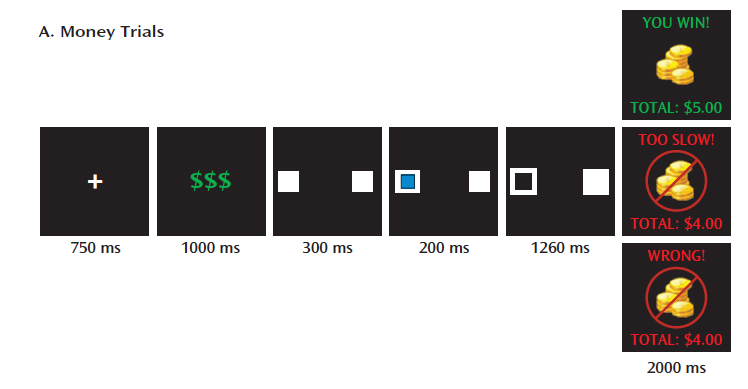 A. Money Trials
+
$$$
750 ms
1000 ms
300 ms
200 ms
1260 ms
YOU WIN!
TOTAL: $5.00
TOO SLOW!
TOTAL: $4.00
WRONG!
TOTAL: $4.00
2000 ms